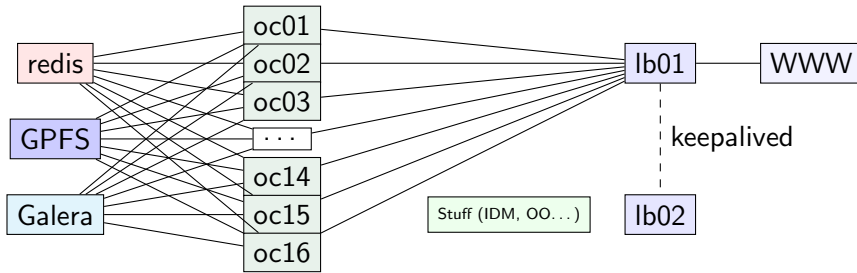 oc01
redis
oc02
lb01
WWW
oc03
GPFS
...
keepalived
oc14
Galera
oc15
Stuff (IDM, OO...)
lb02
oc16